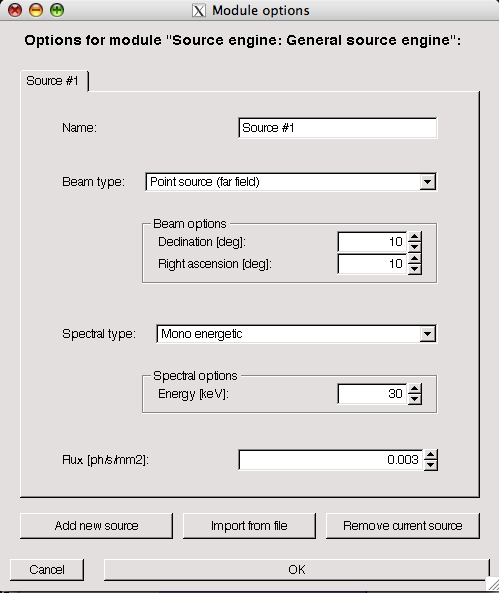 Module options
Options for module "Source engine: General source engine":
Source #1
Name: Source #1
Beam type: Point source (far field)
Beam options
Declination [deg]: 10
Right ascension [deg]: 10
Spectral type: Mono energetic
Spectral options
Energy [keV]: 30
Flux [ph/s/mm2]: 0.003
Add new source Import from file Remove current source
Cancel OK